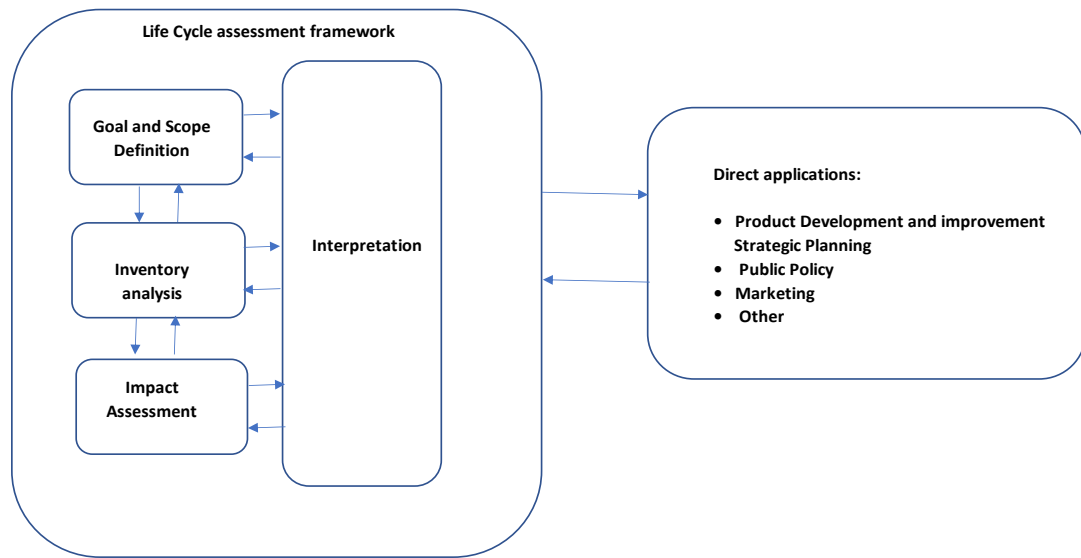 Life Cycle assessment framework
Goal and Scope
Definition
Inventory
analysis
Impact
Assessment
Interpretation
Direct applications:
• Product Development and improvement
Strategic Planning
• Public Policy
• Marketing
• Other